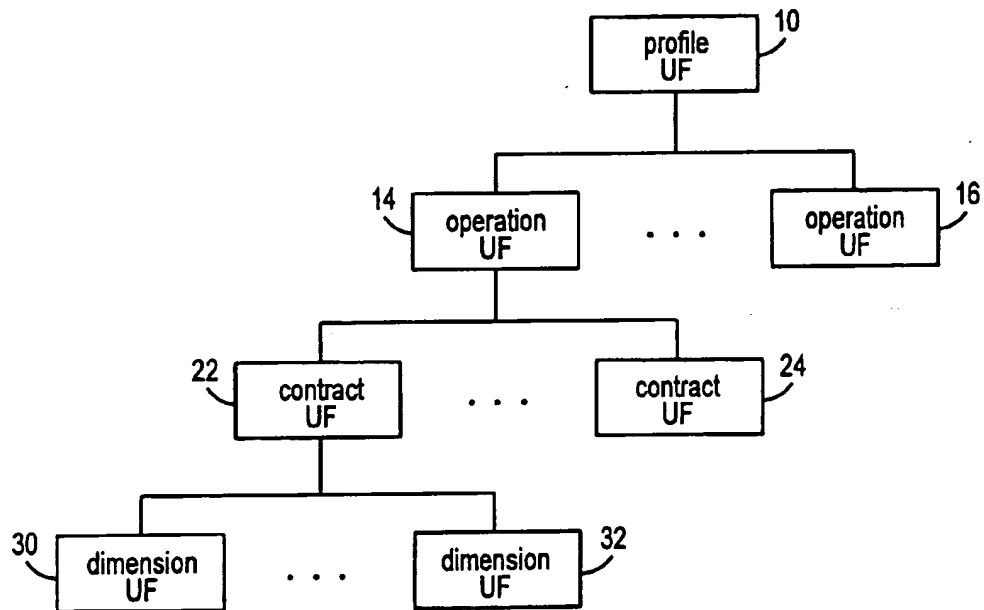 profile
UF
10
14
operation
UF
. . .
operation
UF
16
22
contract
UF
. . .
contract
UF
24
30
dimension
UF
. . .
dimension
UF
32